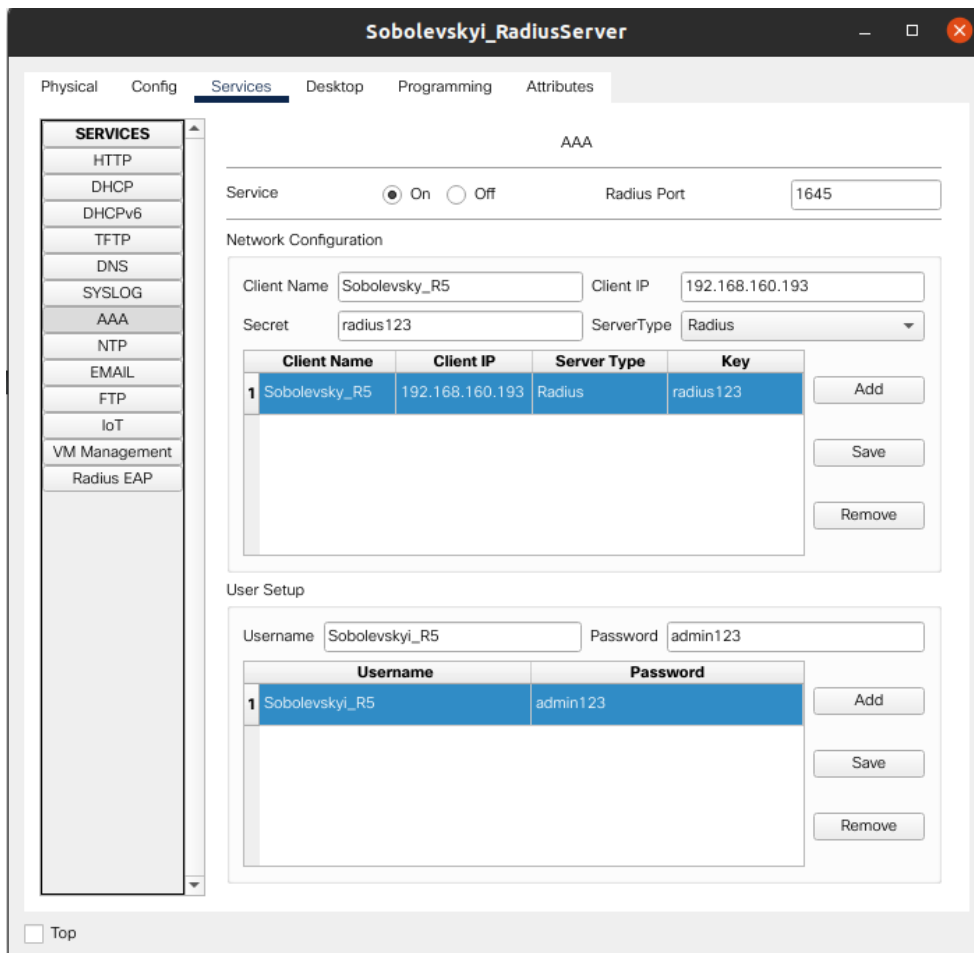 Sobolevskyi_RadiusServer
Physical Config Services Desktop Programming Attributes
SERVICES
HTTP
DHCP
DHCPv6
TFTP
DNS
SYSLOG
AAA
NTP
EMAIL
FTP
IoT
VM Management
Radius EAP
AAA
Service On Off Radius Port 1645
Network Configuration
Client Name Sobolevsky_R5 Client IP 192.168.160.193
Secret radius123 ServerType Radius
Client Name Client IP Server Type Key
1 Sobolevsky_R5 192.168.160.193 Radius radius123
Add
Save
Remove
User Setup
Username Sobolevskyi_R5 Password admin123
Username Password
1 Sobolevskyi_R5 admin123
Add
Save
Remove
Top